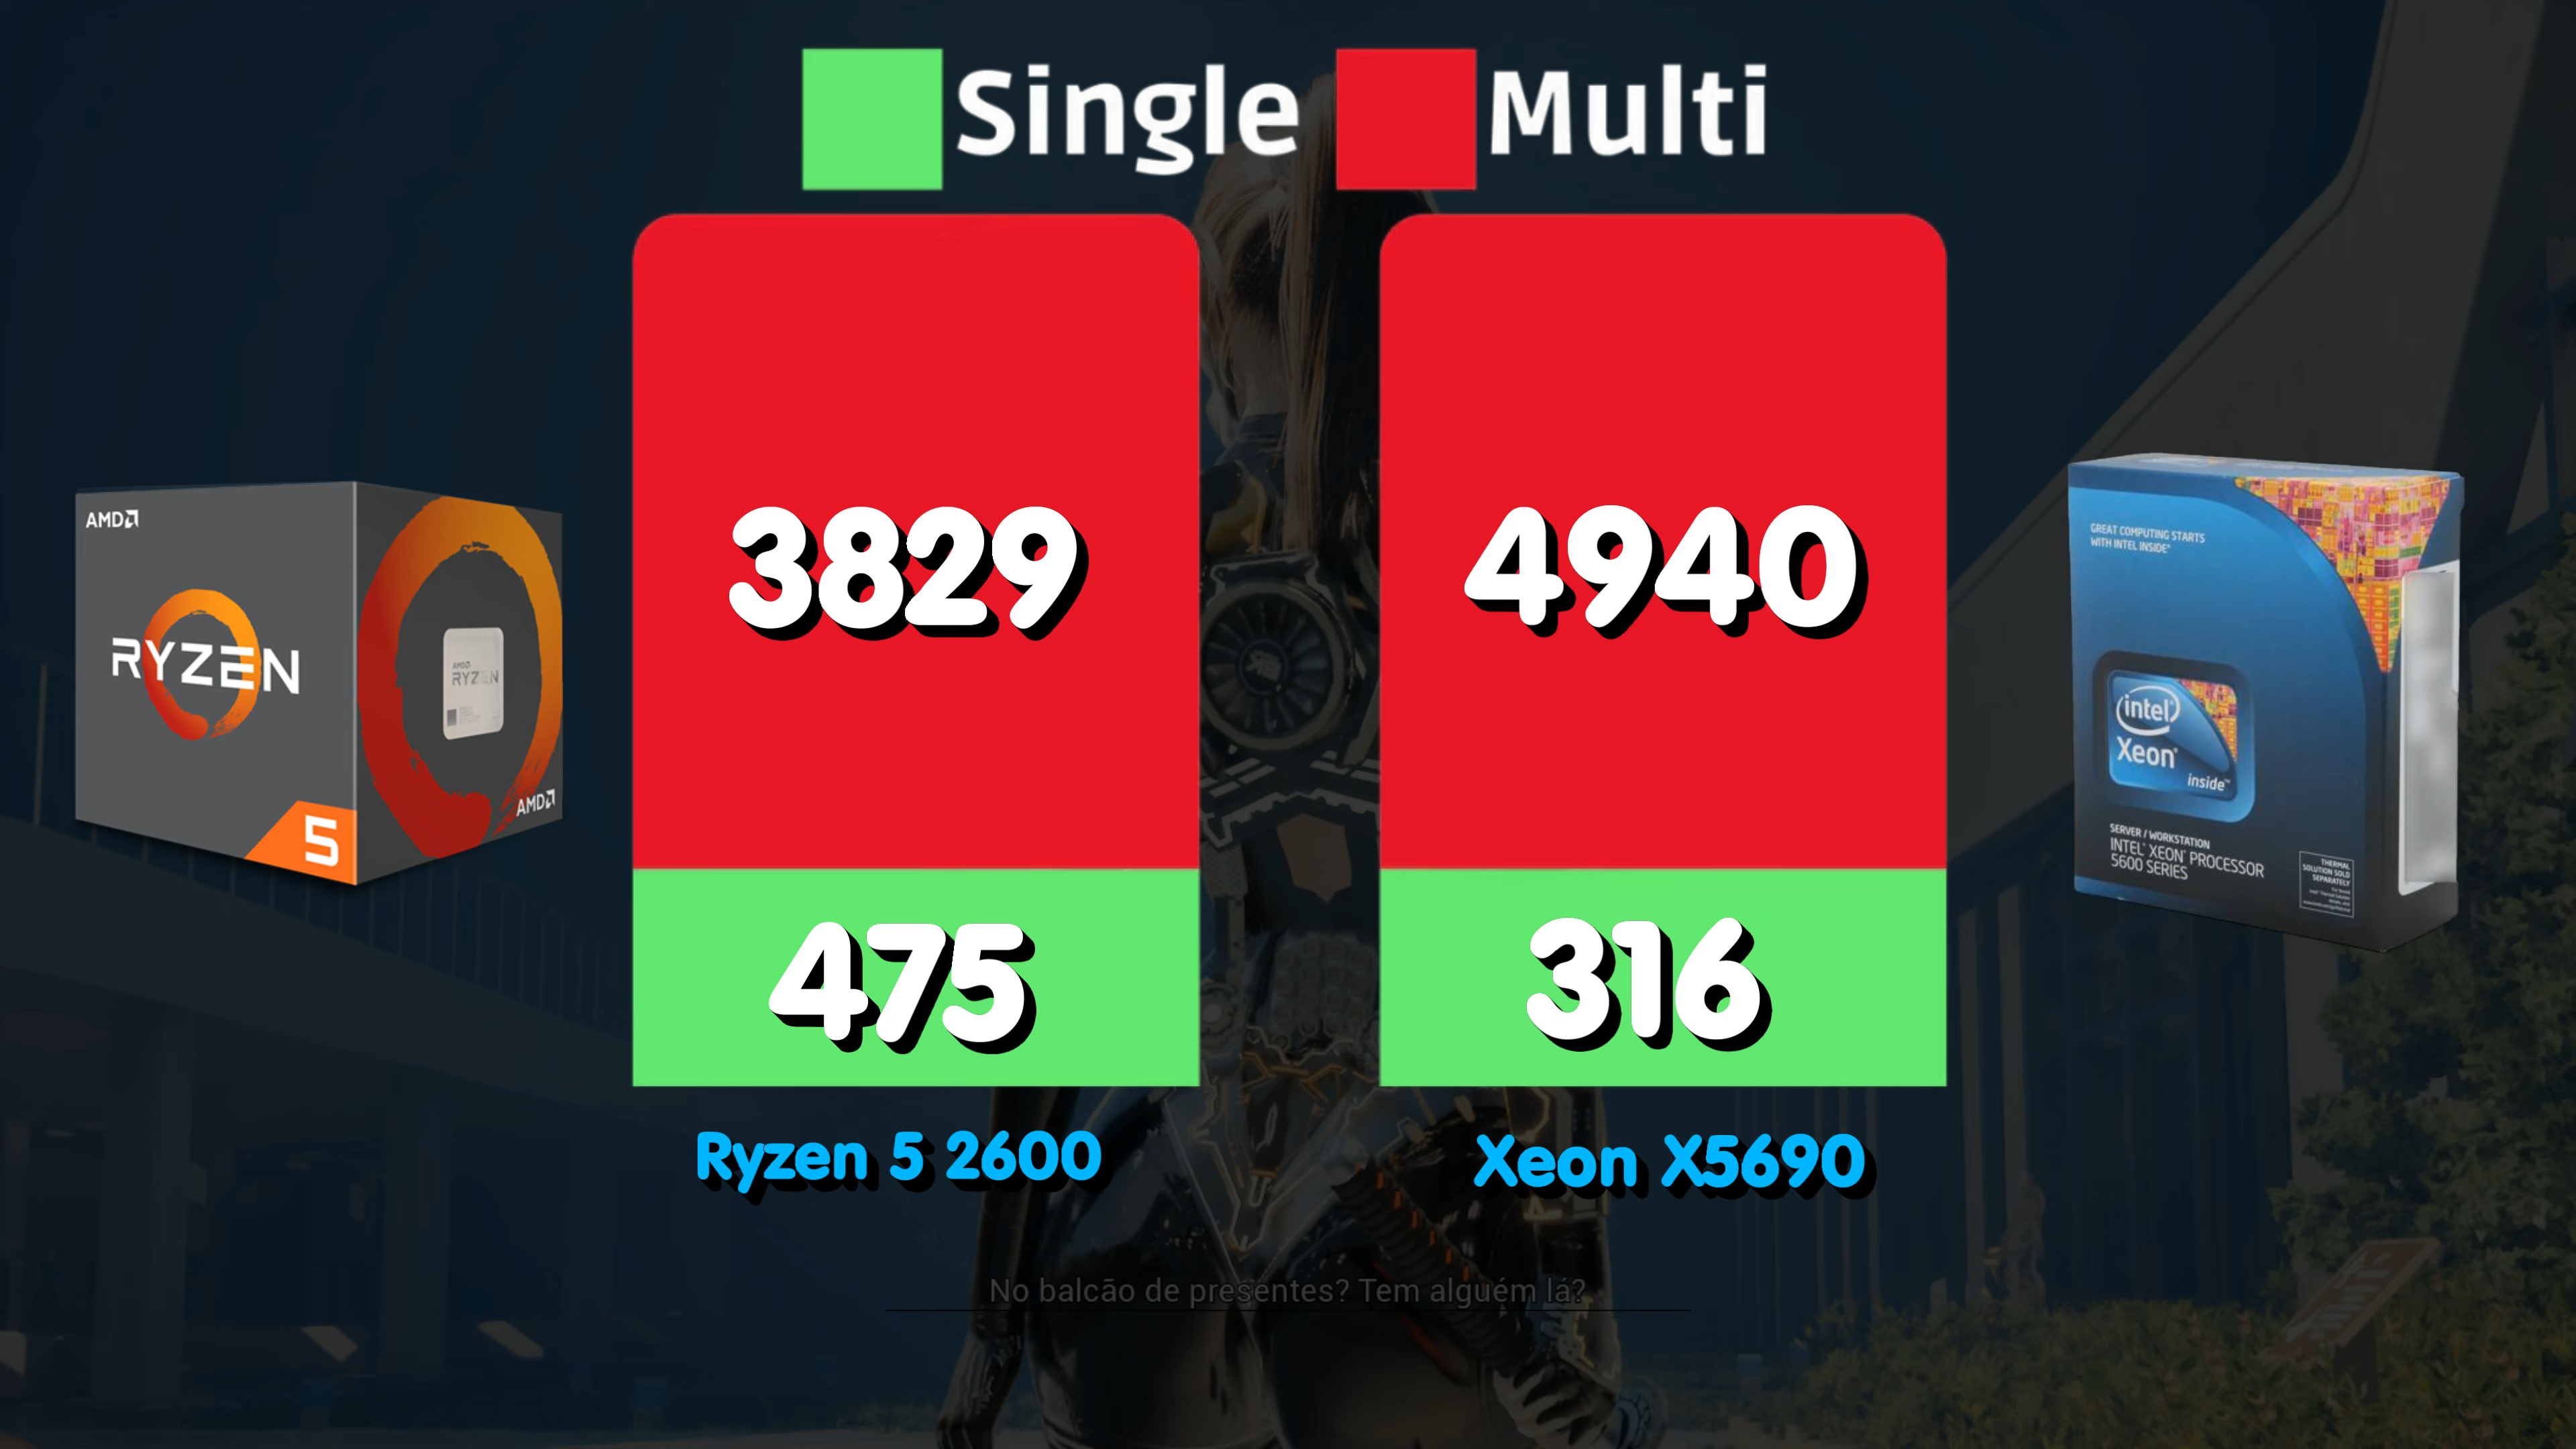 Single Multi
AMD
RYZEN
5
AMD
RYZEN
AMD
3829
475
Ryzen 5 2600
4940
316
Xeon X5690
GREAT COMPUTING STARTS
WITH INTEL INSIDE®
intel®
Xeon®
inside™
SERVER / WORKSTATION
INTEL® XEON® PROCESSOR
5600 SERIES
THERMAL
SOLUTION SOLD
SEPARATELY
No balcão de presentes? Tem alguém lá?